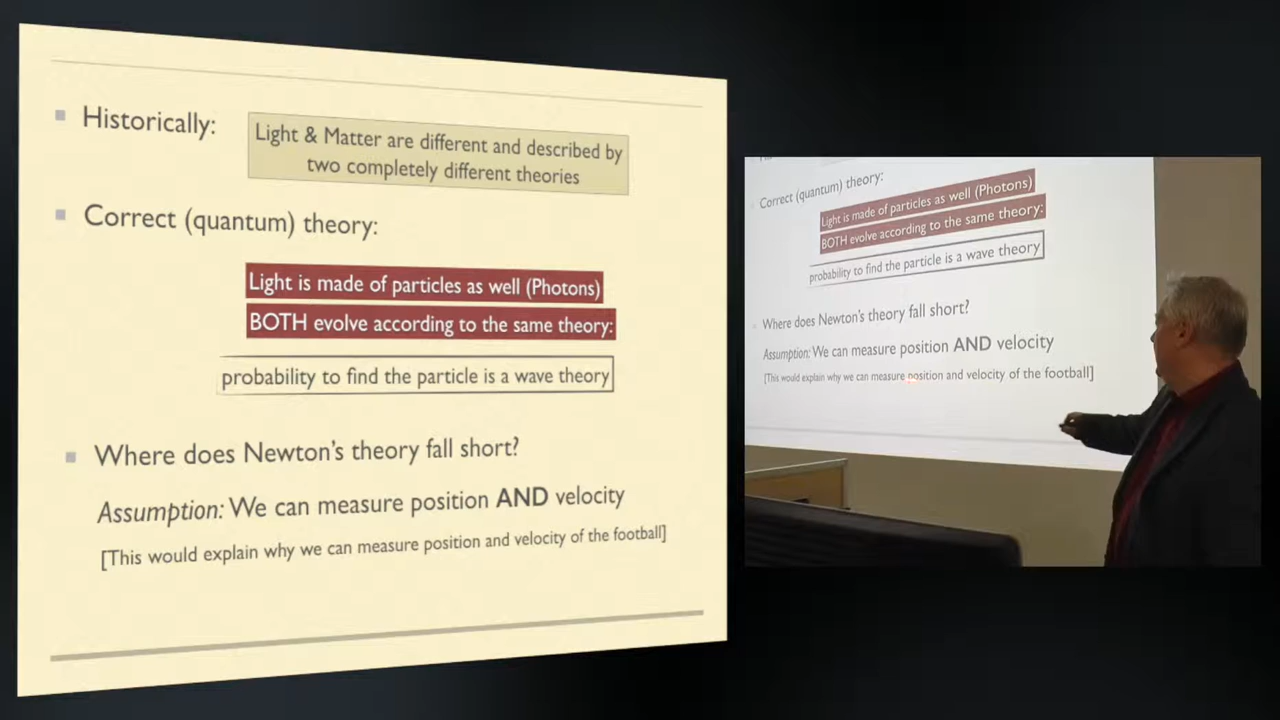 Historically:
Light & Matter are different and described by
two completely different theories
Correct (quantum) theory:
Light is made of particles as well (Photons)
BOTH evolve according to the same theory:
probability to find the particle is a wave theory
Where does Newton's theory fall short?
Assumption: We can measure position AND velocity
[This would explain why we can measure position and velocity of the football]
Correct (quantum) theory:
Light is made of particles as well (Photons)
BOTH evolve according to the same theory:
probability to find the particle is a wave theory
Where does Newton's theory fall short?
Assumption: We can measure position AND velocity
[This would explain why we can measure position and velocity of the football]